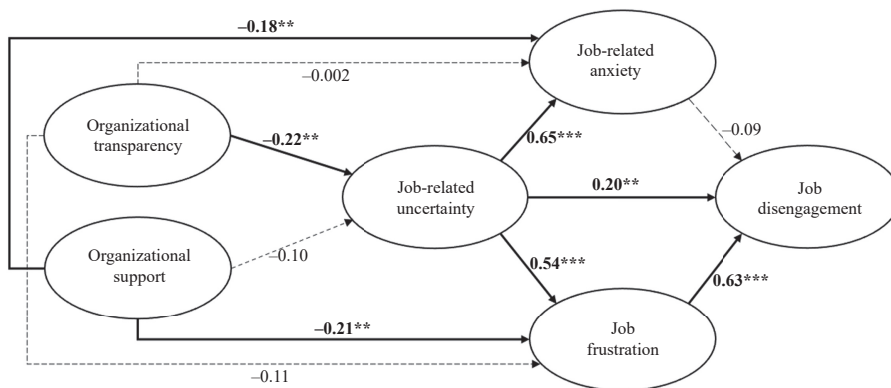 –0.18**
Job-related
anxiety
–0.002
Organizational
transparency
–0.22**
0.65***
–0.09
Job-related
uncertainty
0.20**
Job
disengagement
Organizational
support
–0.10
0.54***
0.63***
–0.21**
Job
frustration
–0.11